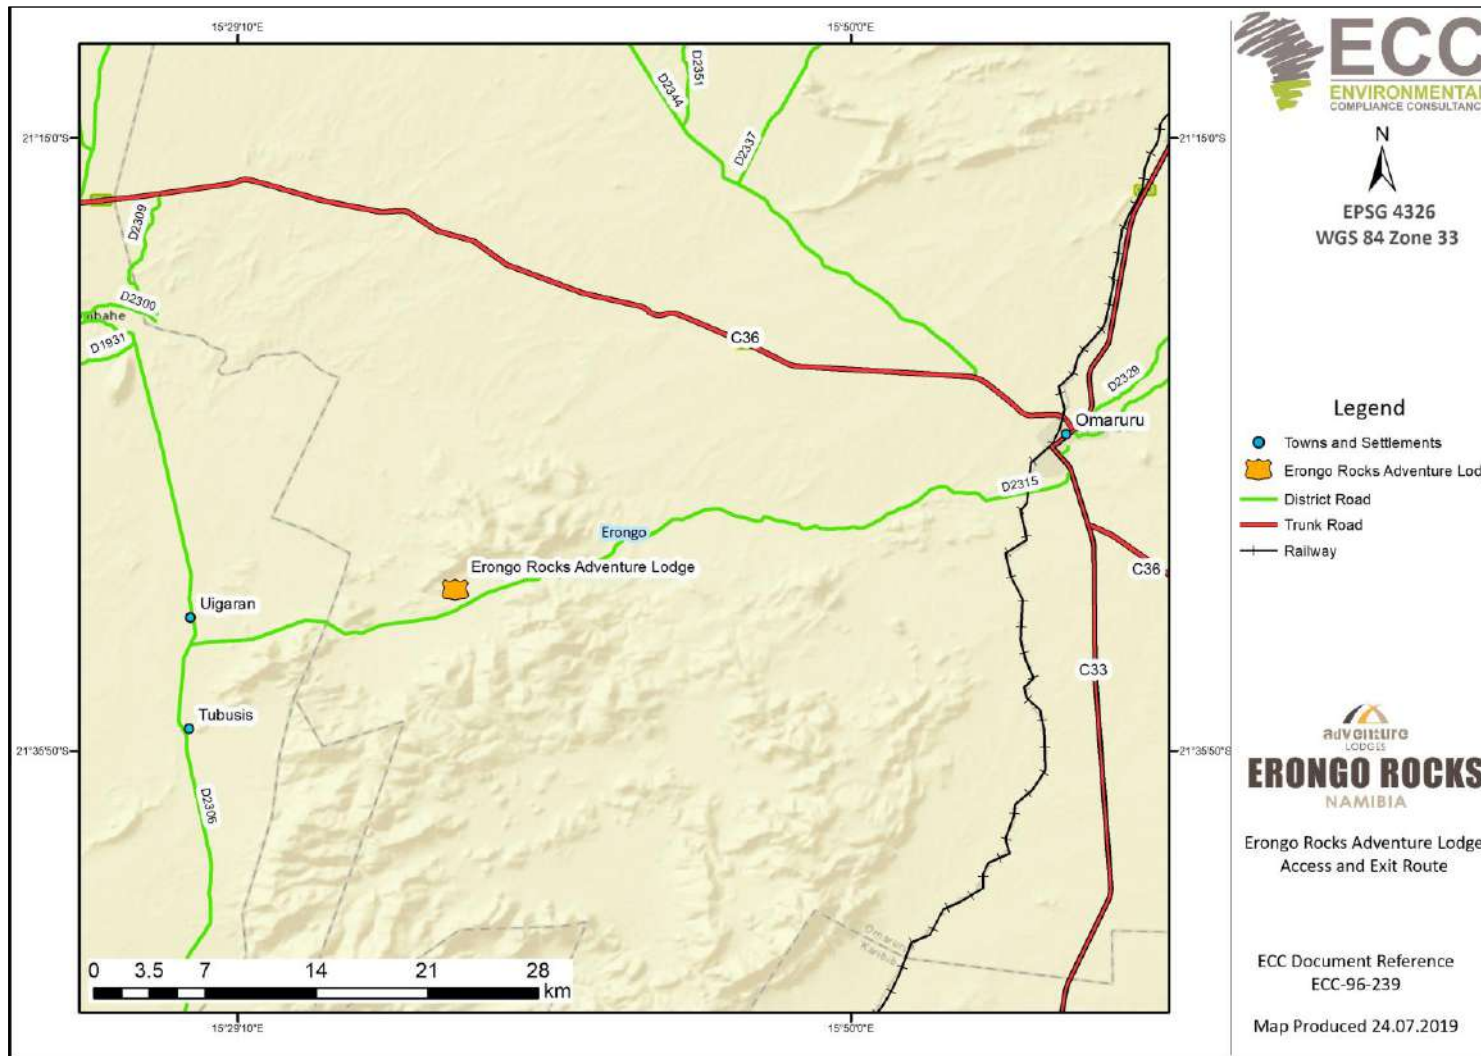 15°29'10"E
15°50'0"E
21°15'0"S
21°15'0"S
D2351
D2344
D2337
D2309
D2300
D1931
C36
D2329
Omaruru
D2315
Erongo
Erongo Rocks Adventure Lodge
C36
Uigaran
C33
Tubusis
21°35'50"S
21°35'50"S
D2306
Omaruru
Karibib
0 3.5 7 14 21 28
km
15°29'10"E
15°50'0"E
ECC
ENVIRONMENTAL
COMPLIANCE CONSULTANC
N
EPSG 4326
WGS 84 Zone 33
Legend
Towns and Settlements
Erongo Rocks Adventure Lod
District Road
Trunk Road
Railway
adventure
LODGES
ERONGO ROCKS
NAMIBIA
Erongo Rocks Adventure Lodge
Access and Exit Route
ECC Document Reference
ECC-96-239
Map Produced 24.07.2019